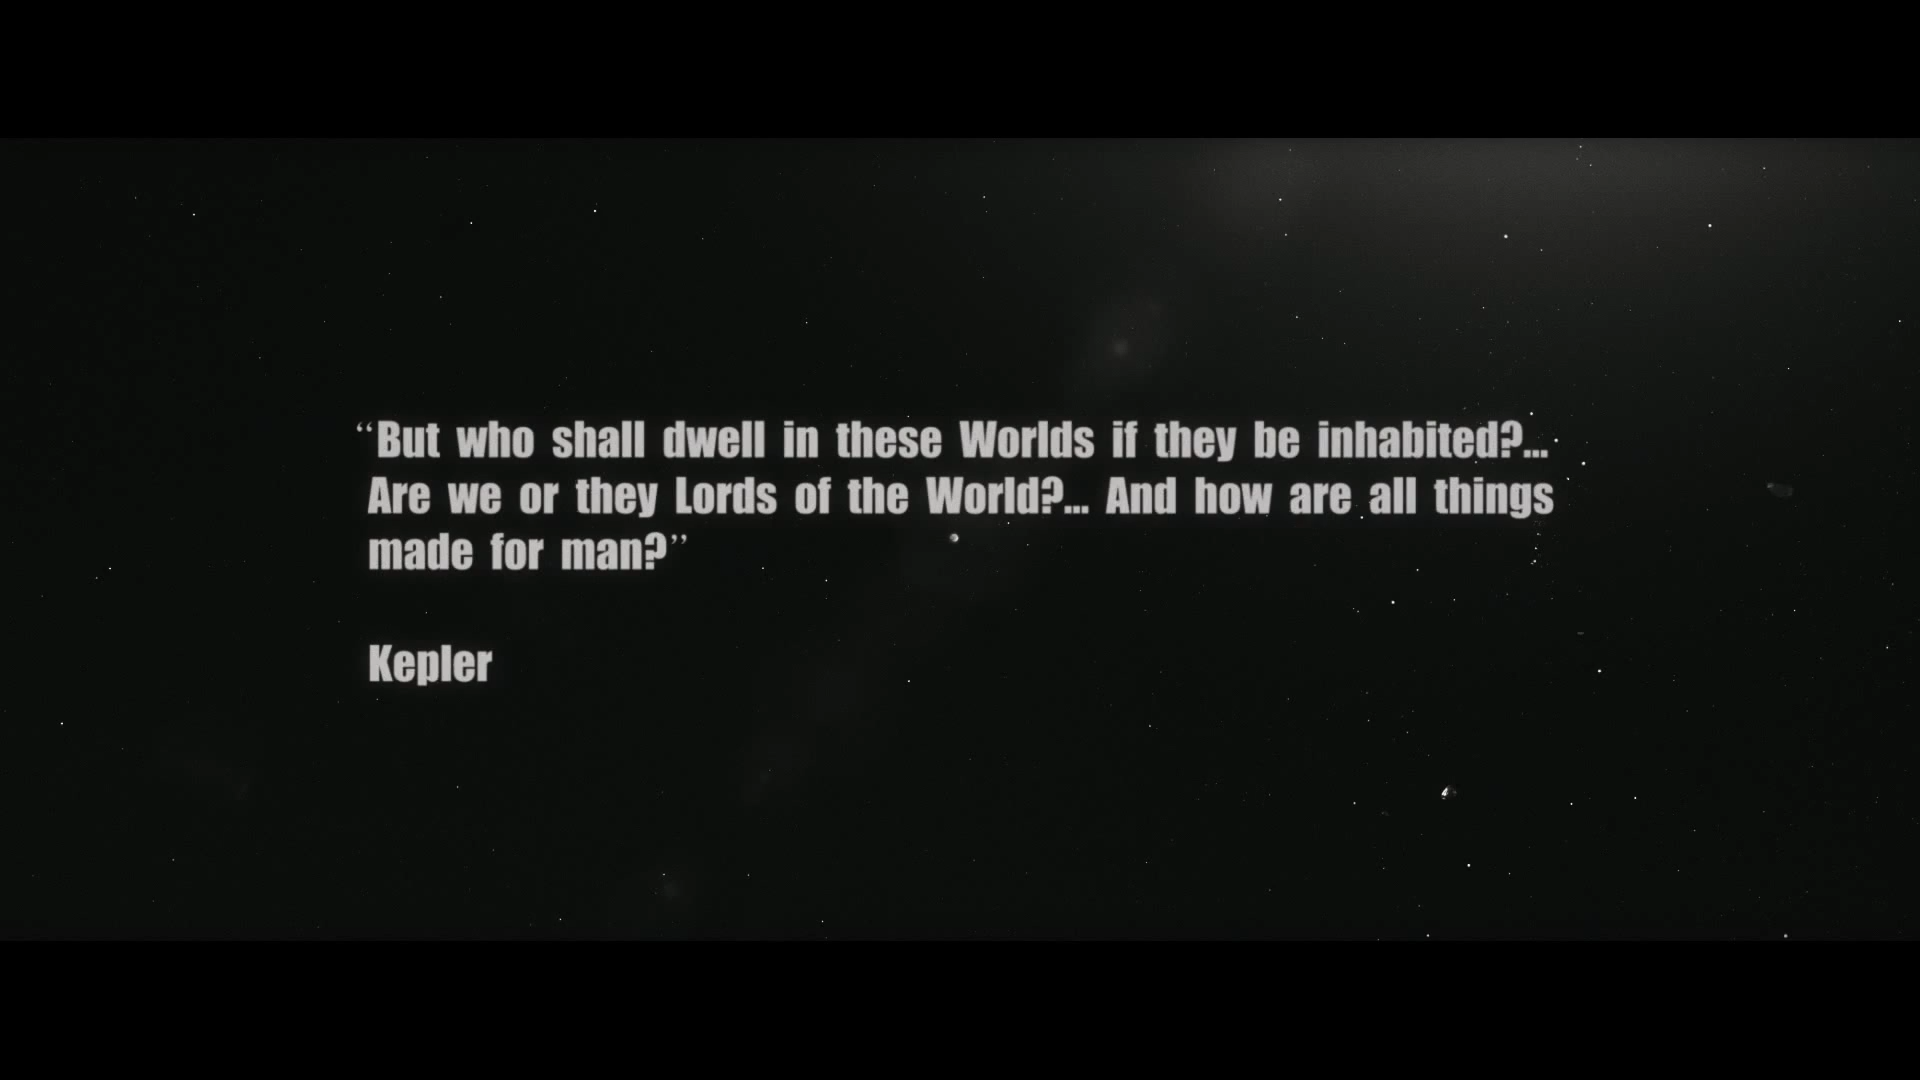 “But who shall dwell in these Worlds if they be inhabited?...
Are we or they Lords of the World?... And how are all things
made for man?”
Kepler